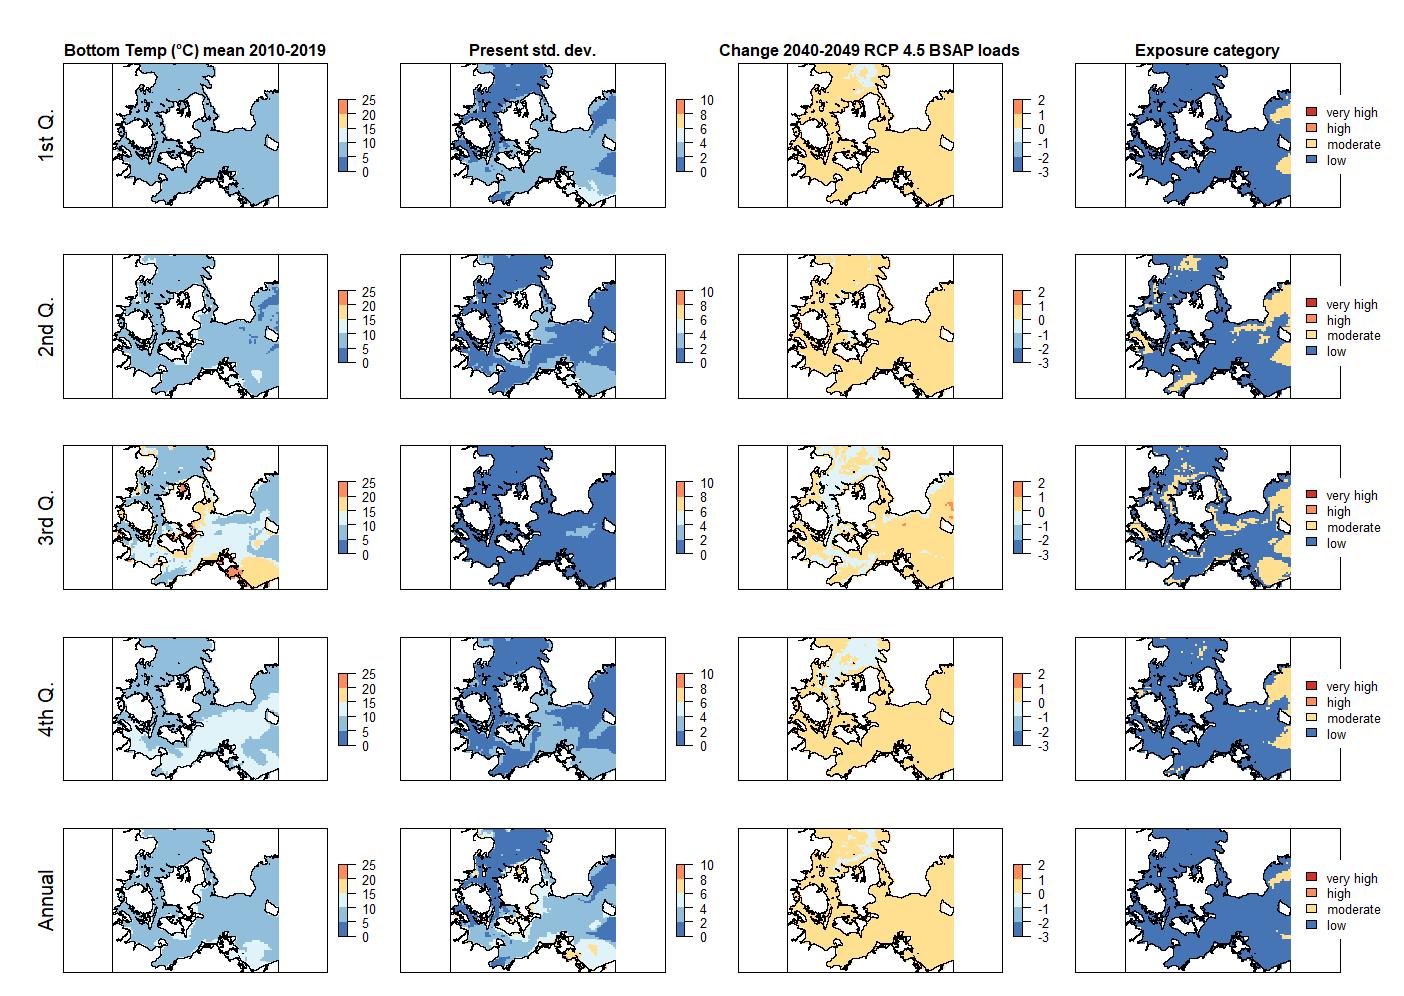 Bottom Temp (°C) mean 2010-2019 Present std. dev. Change 2040-2049 RCP 4.5 BSAP loads Exposure category
1st Q.
25 10 2
20 8 1 very high
15 6 0 high
10 4 -1 moderate
5 2 -2 low
0 0 -3
2nd Q.
25 10 2
20 8 1 very high
15 6 0 high
10 4 -1 moderate
5 2 -2 low
0 0 -3
3rd Q.
25 10 2
20 8 1 very high
15 6 0 high
10 4 -1 moderate
5 2 -2 low
0 0 -3
4th Q.
25 10 2
20 8 1 very high
15 6 0 high
10 4 -1 moderate
5 2 -2 low
0 0 -3
Annual
25 10 2
20 8 1 very high
15 6 0 high
10 4 -1 moderate
5 2 -2 low
0 0 -3